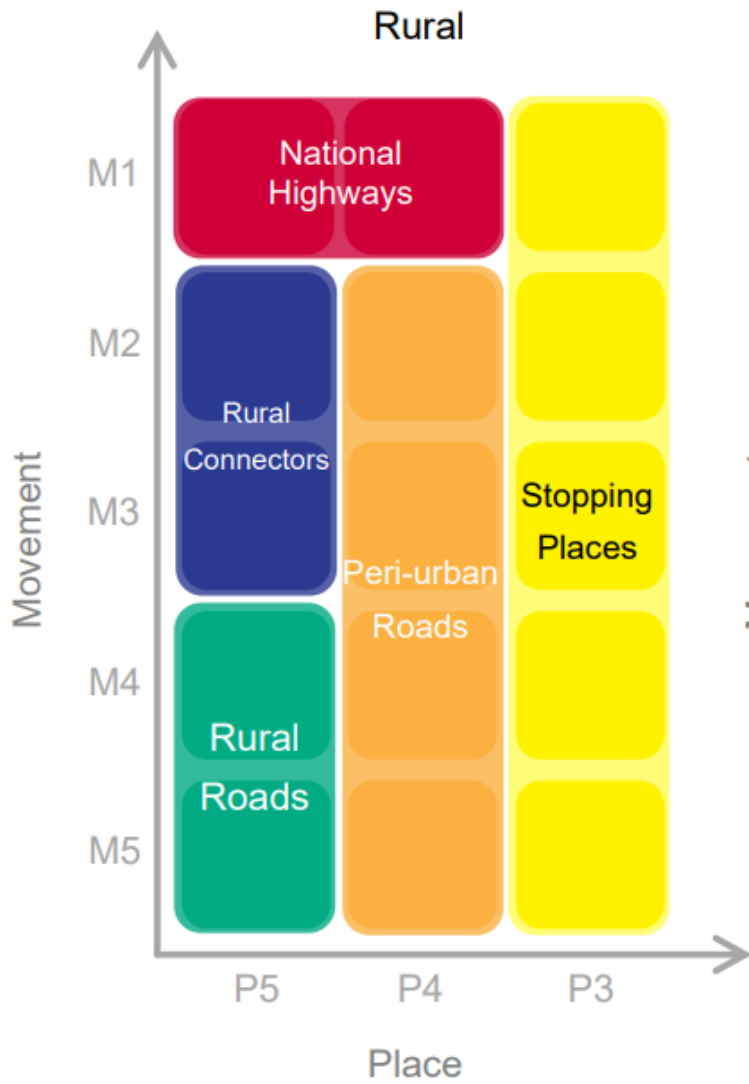 Rural
M1
National
Highways
M2
Rural
Connectors
M3
Stopping
Places
Peri-urban
Roads
M4
Rural
Roads
M5
Movement
P5 P4 P3
Place